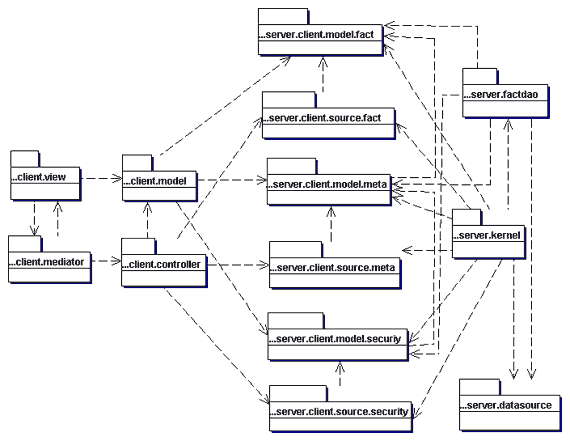 ...server.client.model.fact
...server.factdao
...server.client.source.fact
...client.view
...client.model
...server.client.model.meta
...server.kernel
...client.mediator
...client.controller
...server.client.source.meta
...server.client.model.securiy
...server.client.source.security
...server.datasource